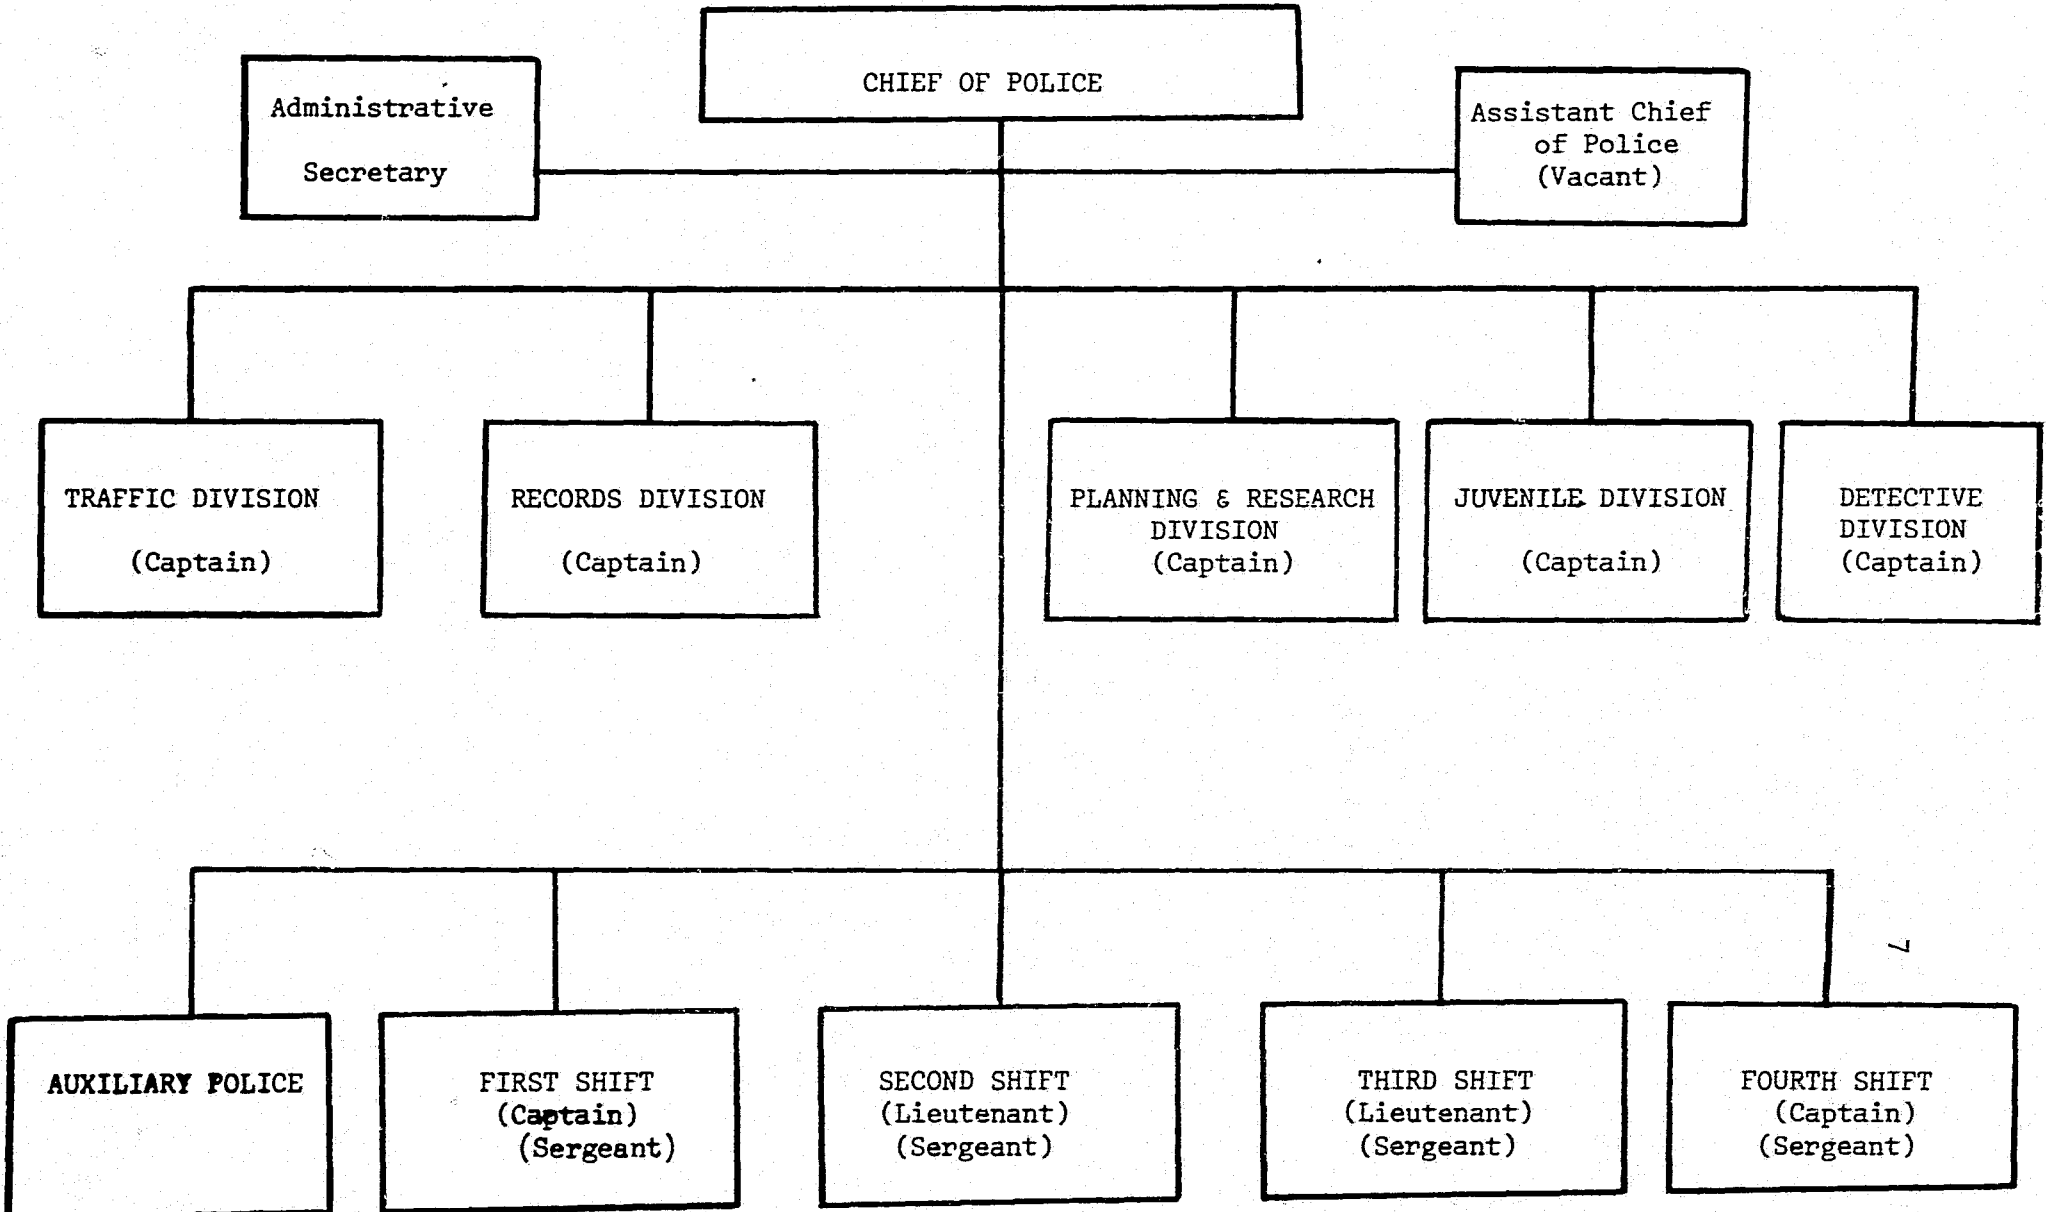 CHIEF OF POLICE
Administrative
Secretary
Assistant Chief
of Police
(Vacant)
TRAFFIC DIVISION
(Captain)
RECORDS DIVISION
(Captain)
PLANNING & RESEARCH
DIVISION
(Captain)
JUVENILE DIVISION
(Captain)
DETECTIVE
DIVISION
(Captain)
7
AUXILIARY POLICE
FIRST SHIFT
(Captain)
(Sergeant)
SECOND SHIFT
(Lieutenant)
(Sergeant)
THIRD SHIFT
(Lieutenant)
(Sergeant)
FOURTH SHIFT
(Captain)
(Sergeant)